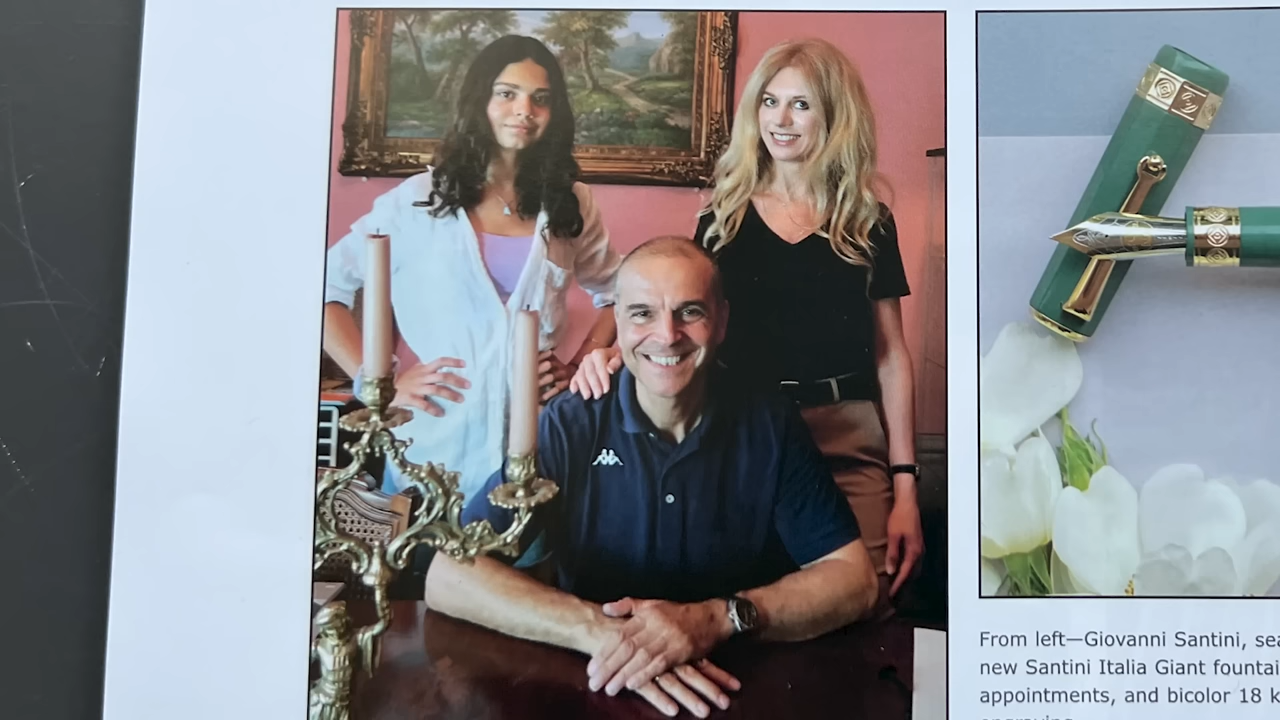 From left—Giovanni Santini, sea
new Santini Italia Giant fountai
appointments, and bicolor 18 k